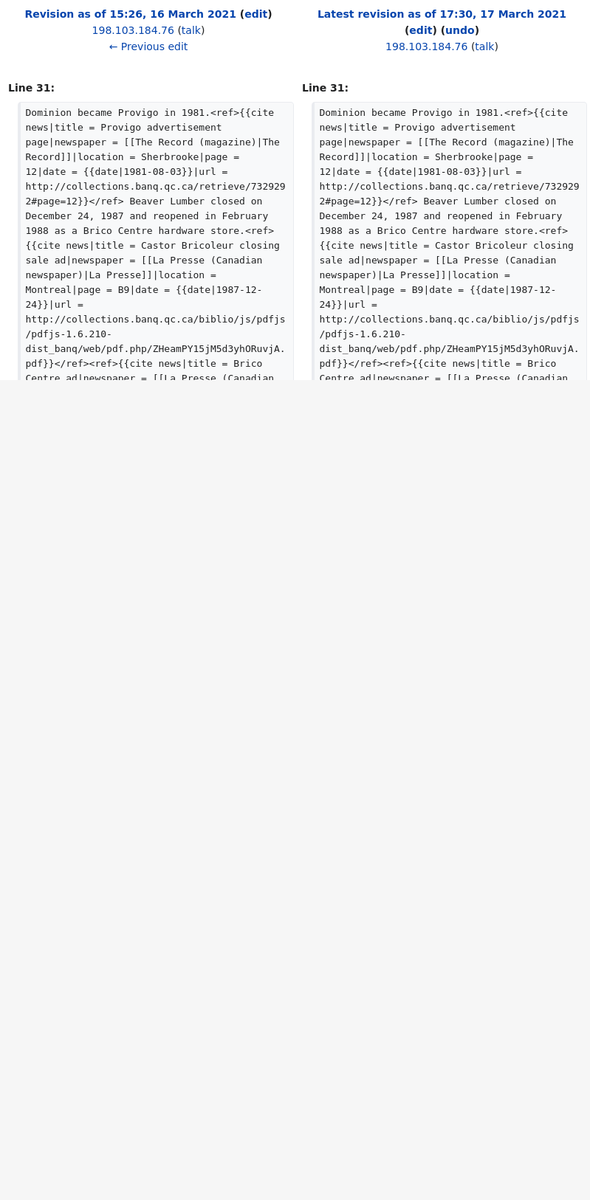 Revision as of 15:26, 16 March 2021 (edit)
198.103.184.76 (talk)
← Previous edit
Latest revision as of 17:30, 17 March 2021
(edit) (undo)
198.103.184.76 (talk)
Line 31:
Line 31:
Dominion became Provigo in 1981.<ref>{{cite
news|title = Provigo advertisement
page|newspaper = [[The Record (magazine)|The
Record]]|location = Sherbrooke|page =
12|date = {{date|1981-08-03}}|url =
http://collections.banq.qc.ca/retrieve/732929
2#page=12}}</ref> Beaver Lumber closed on
December 24, 1987 and reopened in February
1988 as a Brico Centre hardware store.<ref>
{{cite news|title = Castor Bricoleur closing
sale ad|newspaper = [[La Presse (Canadian
newspaper)|La Presse]]|location =
Montreal|page = B9|date = {{date|1987-12-
24}}|url =
http://collections.banq.qc.ca/biblio/js/pdfjs
/pdfjs-1.6.210-
dist_banq/web/pdf.php/ZHeamPY15jM5d3yhORuvjA.
pdf}}</ref><ref>{{cite news|title = Brico
Centre ad|newspaper = [[La Presse (Canadian
Dominion became Provigo in 1981.<ref>{{cite
news|title = Provigo advertisement
page|newspaper = [[The Record (magazine)|The
Record]]|location = Sherbrooke|page =
12|date = {{date|1981-08-03}}|url =
http://collections.banq.qc.ca/retrieve/732929
2#page=12}}</ref> Beaver Lumber closed on
December 24, 1987 and reopened in February
1988 as a Brico Centre hardware store.<ref>
{{cite news|title = Castor Bricoleur closing
sale ad|newspaper = [[La Presse (Canadian
newspaper)|La Presse]]|location =
Montreal|page = B9|date = {{date|1987-12-
24}}|url =
http://collections.banq.qc.ca/biblio/js/pdfjs
/pdfjs-1.6.210-
dist_banq/web/pdf.php/ZHeamPY15jM5d3yhORuvjA.
pdf}}</ref><ref>{{cite news|title = Brico
Centre ad|newspaper = [[La Presse (Canadian